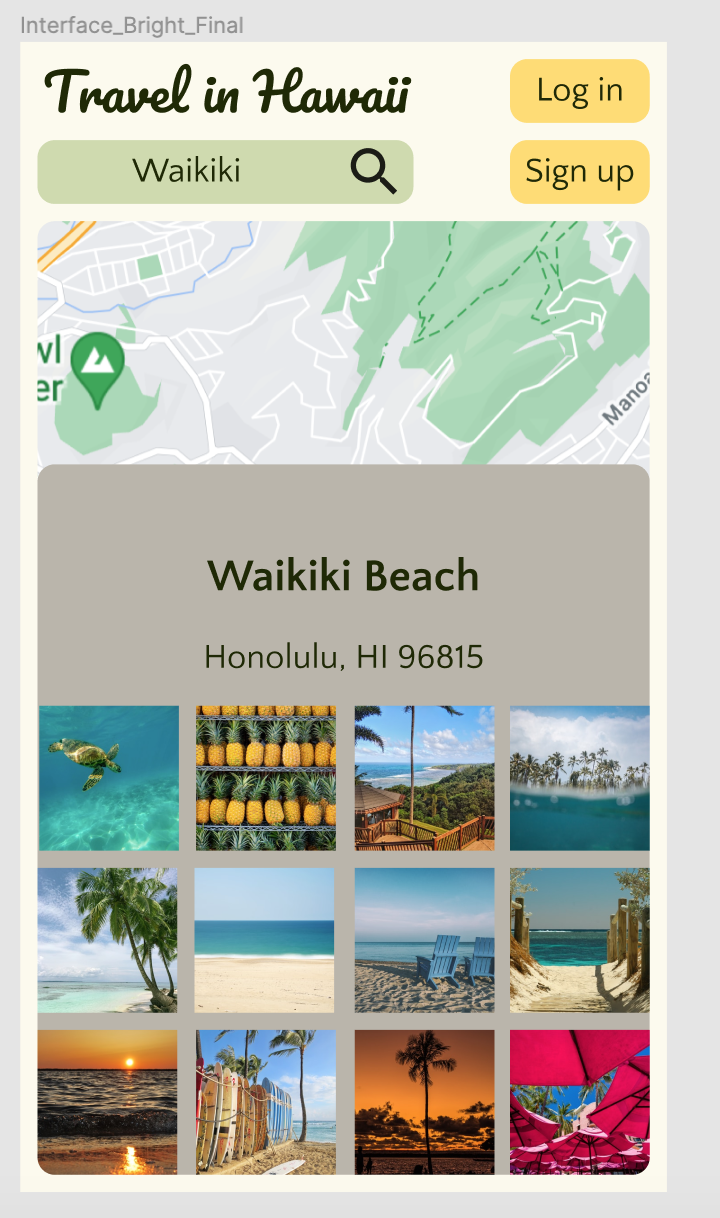 Interface_Bright_Final
Travel in Hawaii
Log in
Waikiki
Sign up
wl
er
Manoa
Waikiki Beach
Honolulu, HI 96815